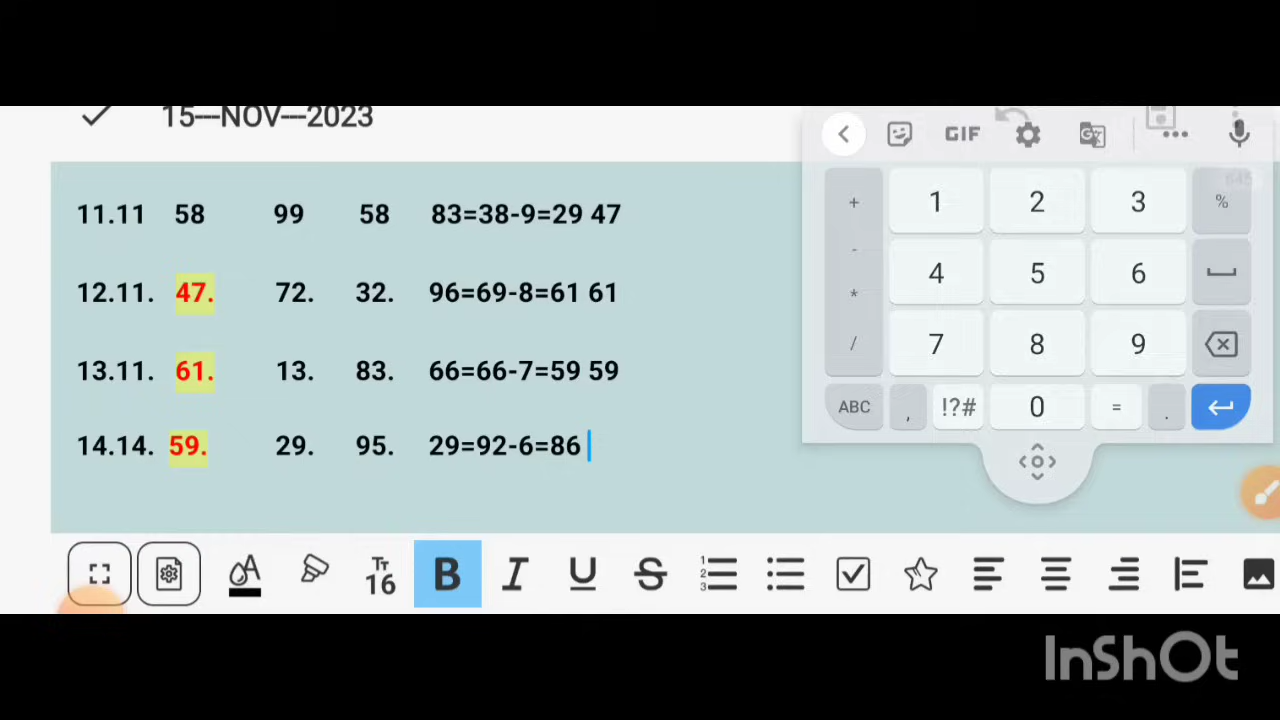 15---NOV---2023
11.11 58 99 58 83=38-9=29 47
12.11. 47. 72. 32. 96=69-8=61 61
13.11. 61. 13. 83. 66=66-7=59 59
14.14. 59. 29. 95. 29=92-6=86
GIF
+ 1 2 3 %
- 4 5 6
*
/ 7 8 9
ABC , !?# 0 = .
Tт
16 B I U S
InShOt